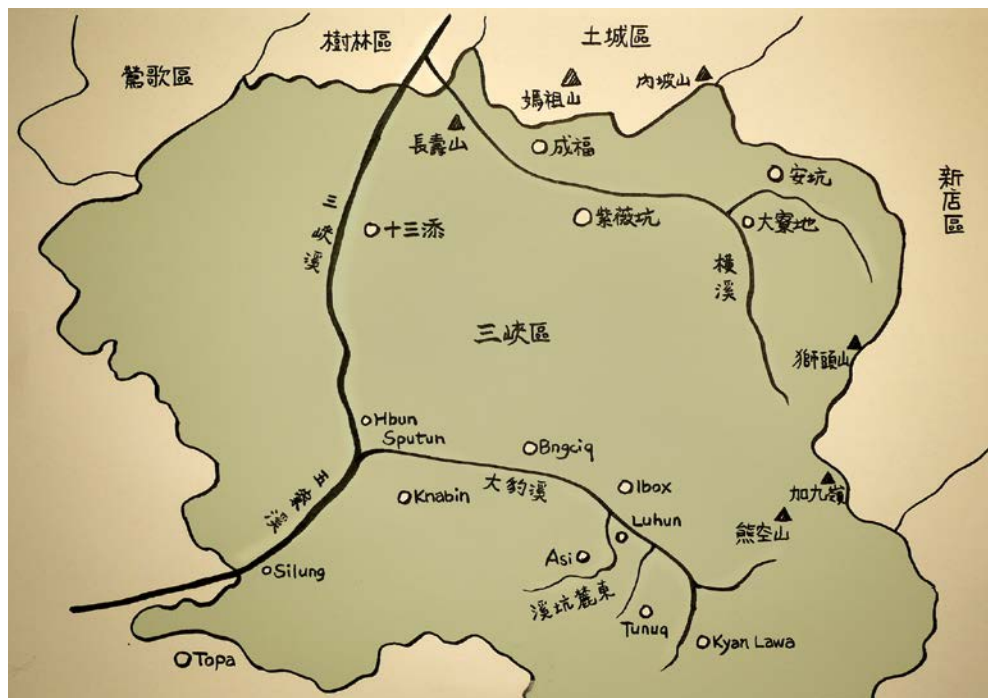 鶯歌區
樹林區
土城區
媽祖山
內坡山
長壽山
成福
安坑
新店區
三峽溪
十三添
紫薇坑
大寮地
橫溪
三峽區
獅頭山
Hbun
Sputun
Bngciq
五寮溪
Knabin
大豹溪
Ibox
加九嶺
熊空山
Luhun
Asi
Silung
溪坑麓東
Tunuq
Kyan Lawa
Topa